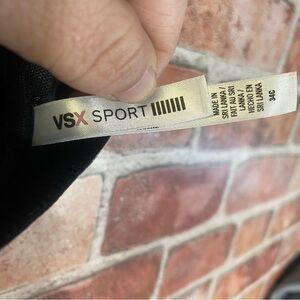 VSX SPORT
MADE IN
SRI LANKA /
FAIT AU SRI
LANKA /
HECHO EN
SRI LANKA
34C